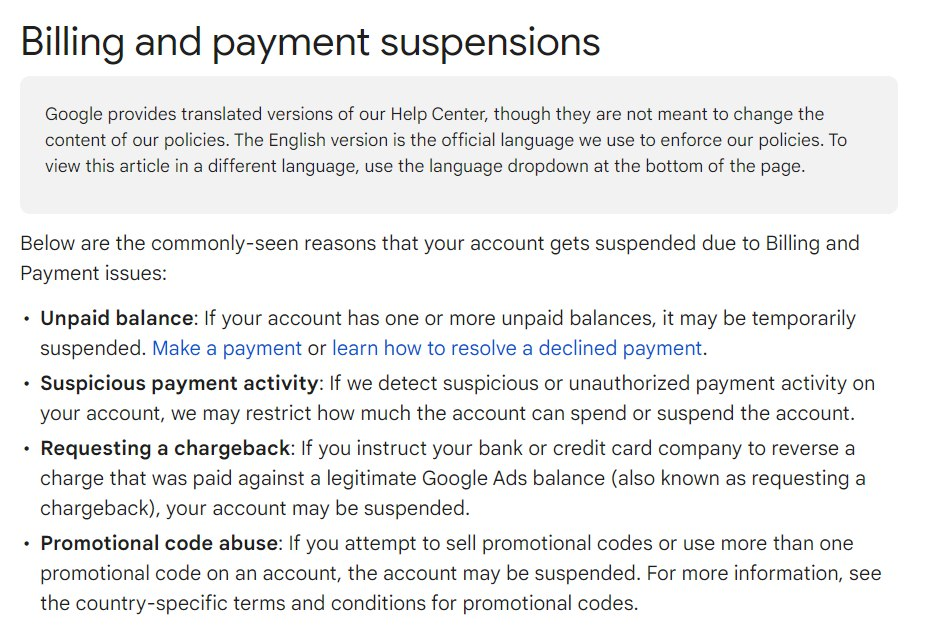 Billing and payment suspensions
Google provides translated versions of our Help Center, though they are not meant to change the
content of our policies. The English version is the official language we use to enforce our policies. To
view this article in a different language, use the language dropdown at the bottom of the page.
Below are the commonly-seen reasons that your account gets suspended due to Billing and
Payment issues:
• Unpaid balance: If your account has one or more unpaid balances, it may be temporarily
suspended. Make a payment or learn how to resolve a declined payment.
• Suspicious payment activity: If we detect suspicious or unauthorized payment activity on
your account, we may restrict how much the account can spend or suspend the account.
• Requesting a chargeback: If you instruct your bank or credit card company to reverse a
charge that was paid against a legitimate Google Ads balance (also known as requesting a
chargeback), your account may be suspended.
• Promotional code abuse: If you attempt to sell promotional codes or use more than one
promotional code on an account, the account may be suspended. For more information, see
the country-specific terms and conditions for promotional codes.